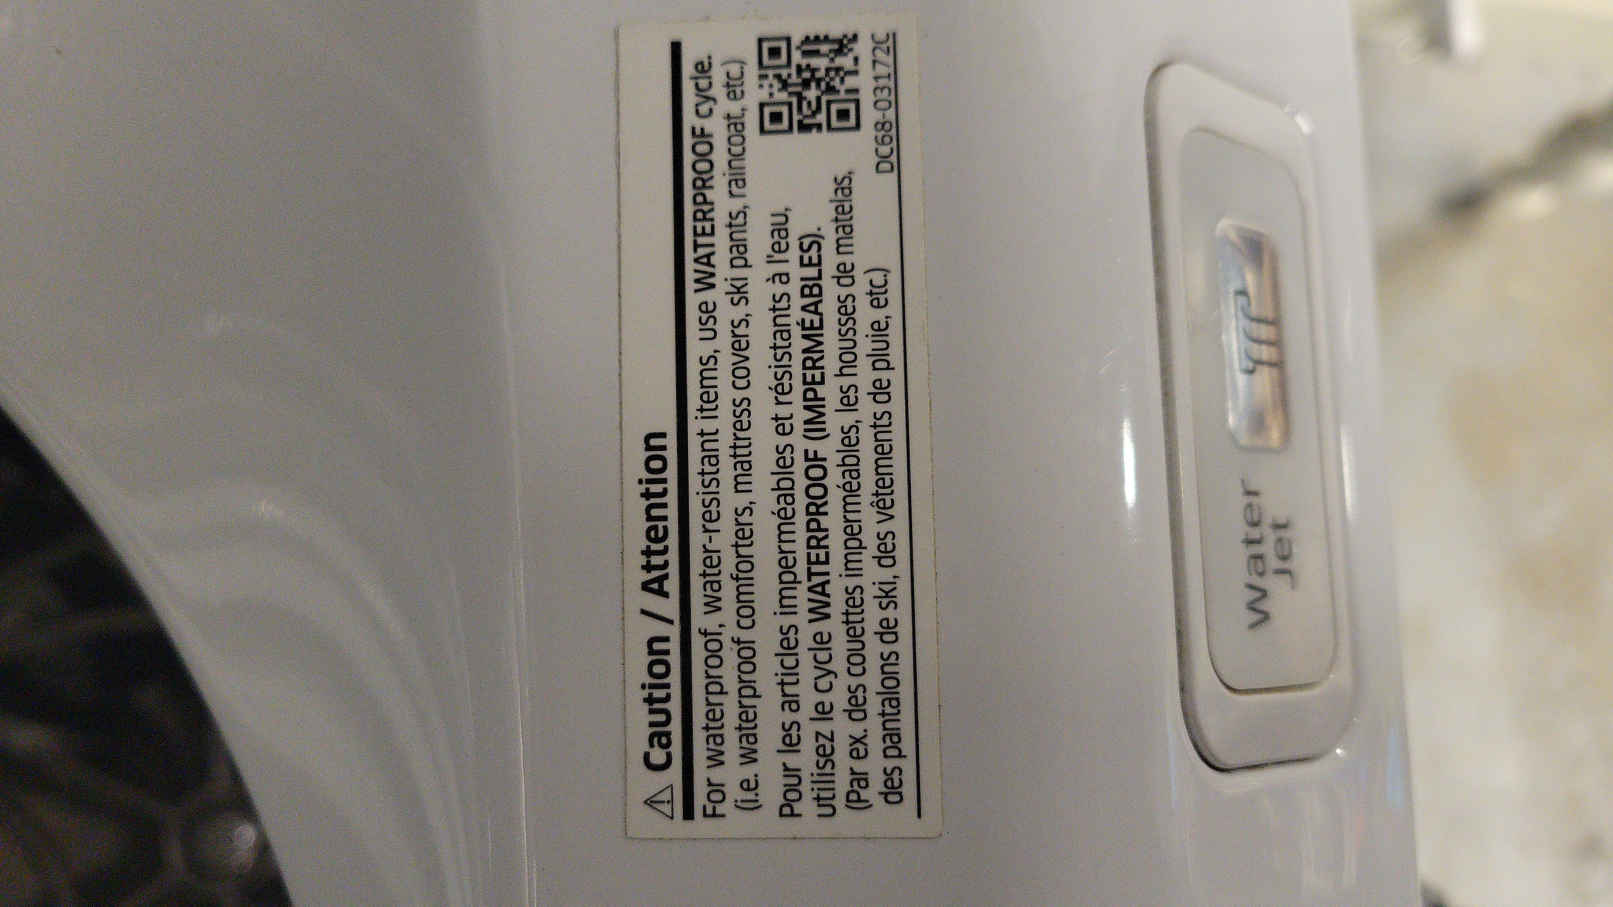 ⚠ Caution / Attention
For waterproof, water-resistant items, use WATERPROOF cycle.
(i.e. waterproof comforters, mattress covers, ski pants, raincoat, etc.)
Pour les articles imperméables et résistants à l'eau,
utilisez le cycle WATERPROOF (IMPERMÉABLES).
(Par ex. des couettes imperméables, les housses de matelas,
des pantalons de ski, des vêtements de pluie, etc.)
DC68-03172C
Water
Jet